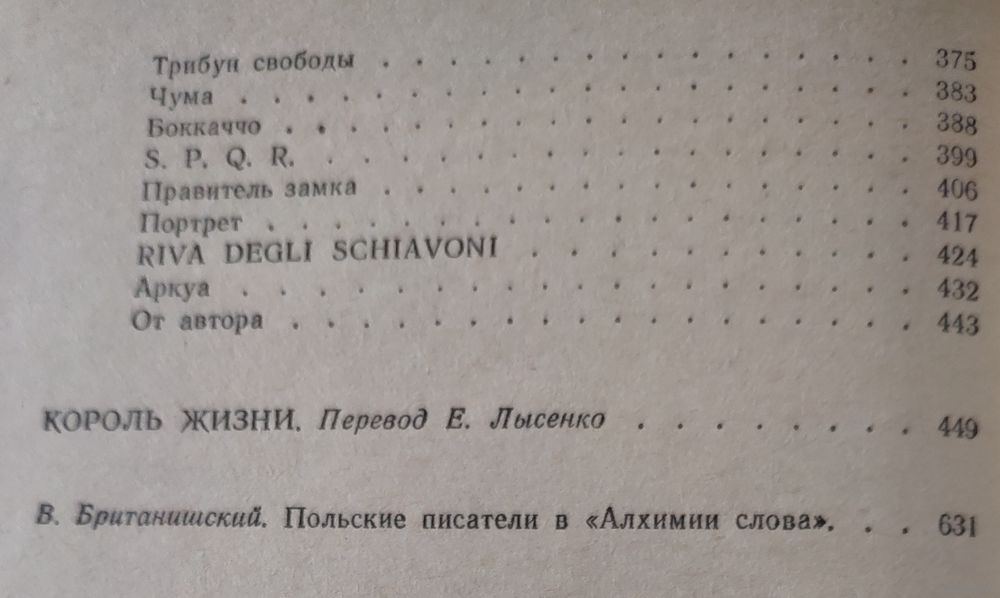 Трибун свободы . . . . . . . . . . . . . . . . . 375
Чума . . . . . . . . . . . . . . . . . . . . . 383
Боккаччо . . . . . . . . . . . . . . . . . . . 388
S. P. Q. R. . . . . . . . . . . . . . . . . . . 399
Правитель замка . . . . . . . . . . . . . . . . . 406
Портрет . . . . . . . . . . . . . . . . . . . . 417
RIVA DEGLI SCHIAVONI . . . . . . . . . . . . 424
Аркуа . . . . . . . . . . . . . . . . . . 432
От автора . . . . . . . . . . . . . . . . . . . 443
КОРОЛЬ ЖИЗНИ. Перевод Е. Лысенко . . . . . . . . . 449
В. Британишский. Польские писатели в «Алхимии слова». . . 631